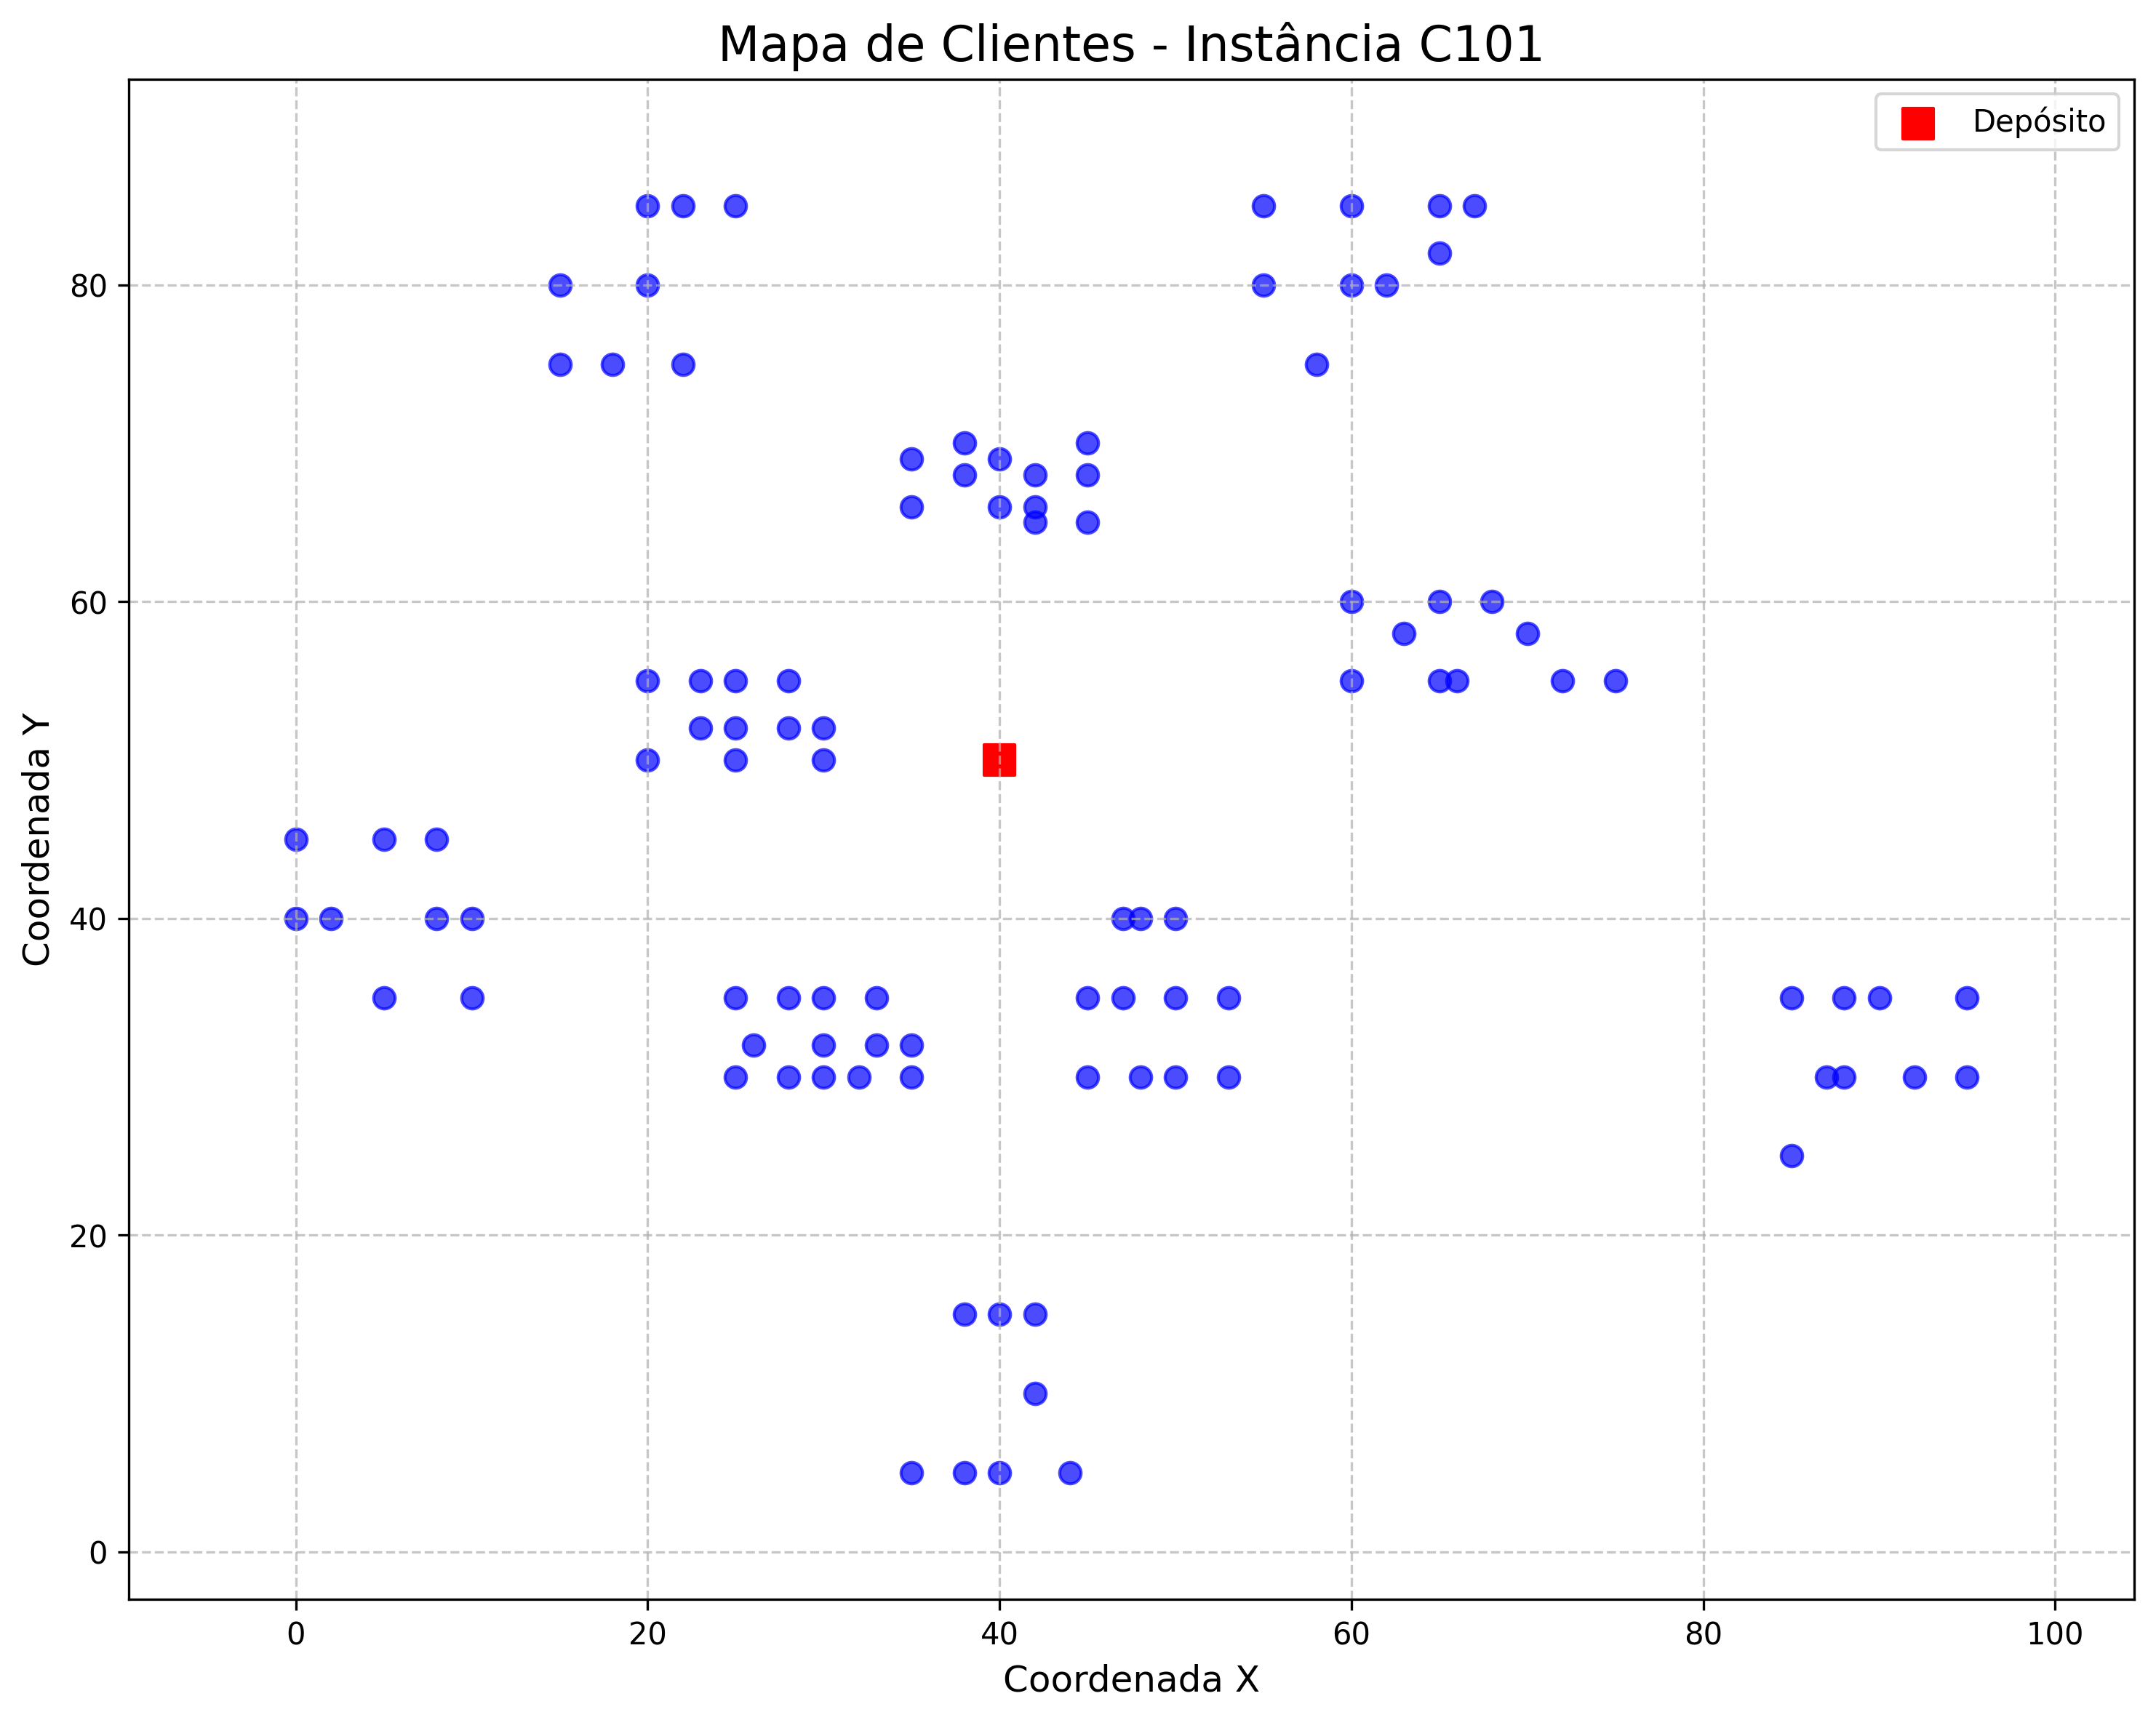 Mapa de Clientes - Instância C101
Depósito
Coordenada Y
80
60
40
20
0
0 20 40 60 80 100
Coordenada X